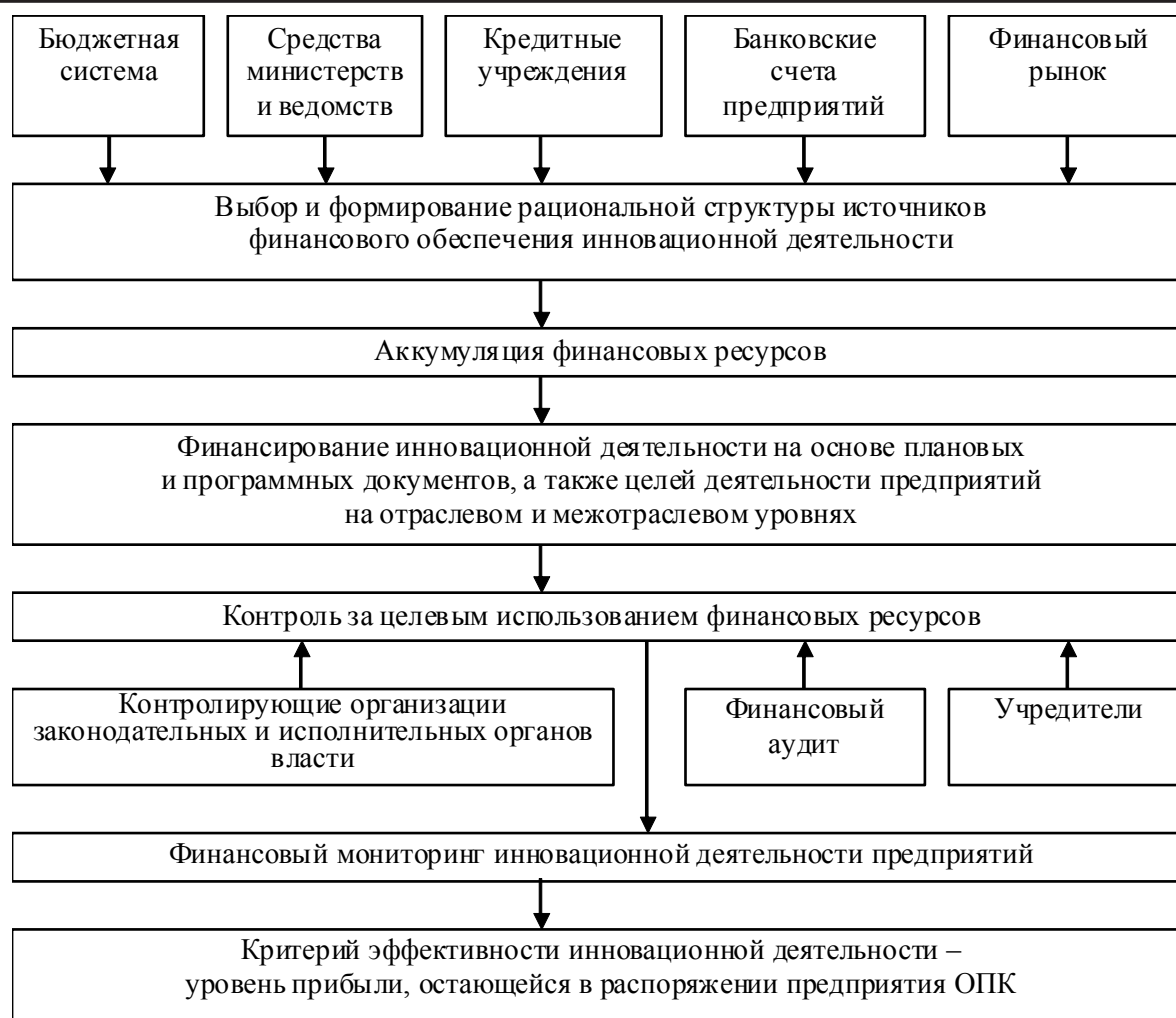 Бюджетная
система
Средства
министерств
и ведомств
Кредитные
учреждения
Банковские
счета
предприятий
Финансовый
рынок
Выбор и формирование рациональной структуры источников
финансового обеспечения инновационной деятельности
Аккумуляция финансовых ресурсов
Финансирование инновационной деятельности на основе плановых
и программных документов, а также целей деятельности предприятий
на отраслевом и межотраслевом уровнях
Контроль за целевым использованием финансовых ресурсов
Контролирующие организации
законодательных и исполнительных органов
власти
Финансовый
аудит
Учредители
Финансовый мониторинг инновационной деятельности предприятий
Критерий эффективности инновационной деятельности –
уровень прибыли, остающейся в распоряжении предприятия ОПК